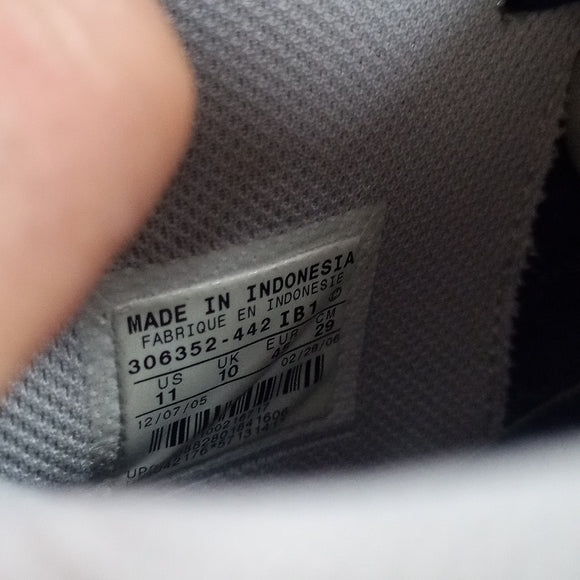 MADE IN INDONESIA
FABRIQUE EN INDONESIE
306352-442 IB1 ©
US UK EUR CM
11 10 29
12/07/05 02/28/06